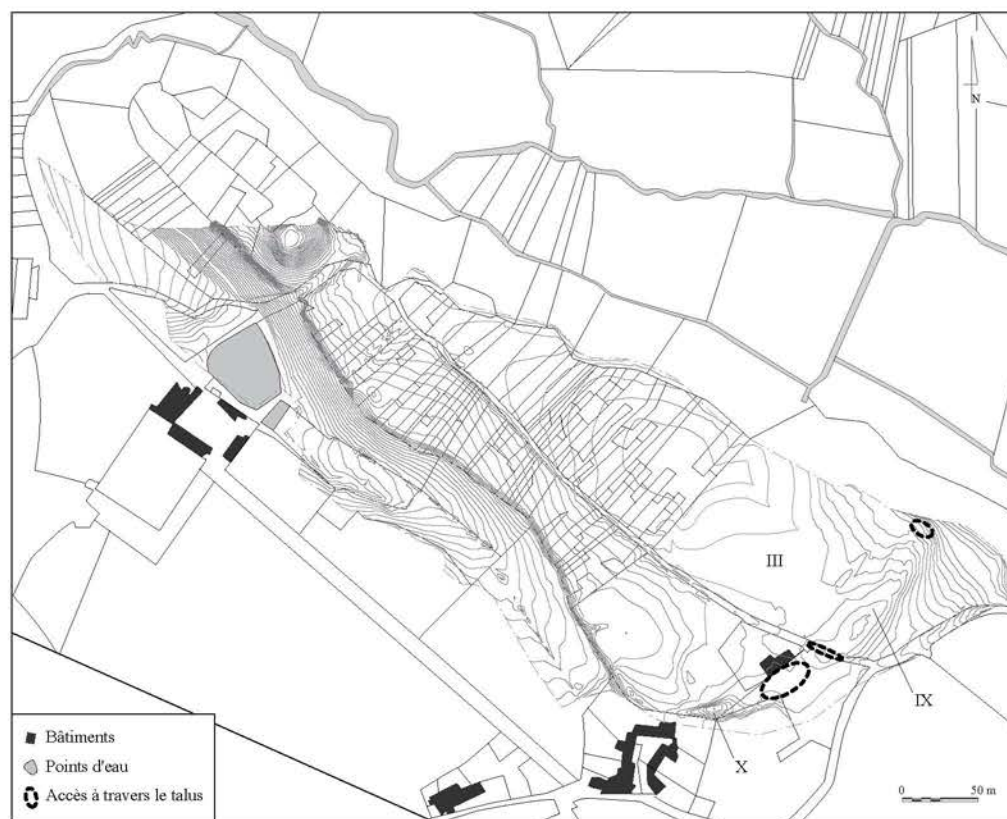 N
III
IX
X
Bâtiments
Points d'eau
Accès à travers le talus
0 50 m